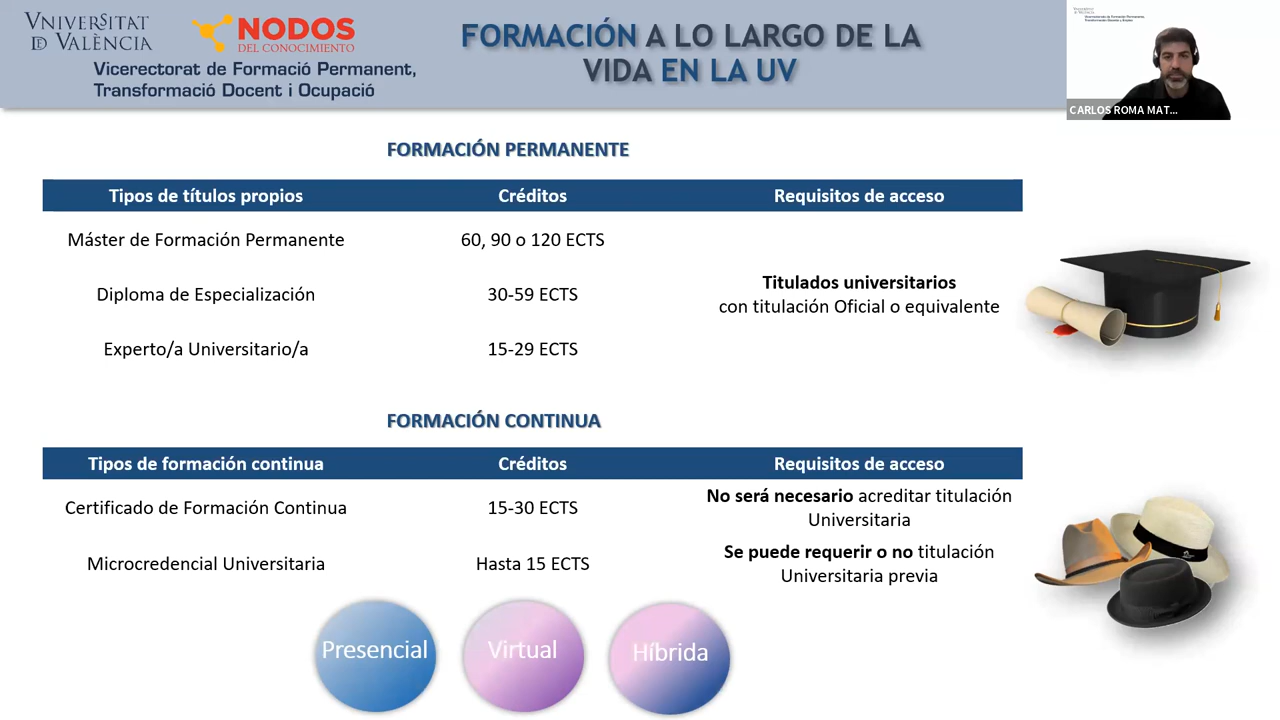 VNIVERSITAT
DE VALÈNCIA
NODOS
DEL CONOCIMIENTO
Vicerectorat de Formació Permanent,
Transformació Docent i Ocupació
FORMACIÓN A LO LARGO DE LA
VIDA EN LA UV
CARLOS ROMA MAT...
FORMACIÓN PERMANENTE
Tipos de títulos propios Créditos Requisitos de acceso
Máster de Formación Permanente 60, 90 o 120 ECTS
Diploma de Especialización 30-59 ECTS
Titulados universitarios
con titulación Oficial o equivalente
Experto/a Universitario/a 15-29 ECTS
FORMACIÓN CONTINUA
Tipos de formación continua Créditos Requisitos de acceso
Certificado de Formación Continua 15-30 ECTS
No será necesario acreditar titulación
Universitaria
Microcredencial Universitaria Hasta 15 ECTS
Se puede requerir o no titulación
Universitaria previa
Presencial Virtual Híbrida